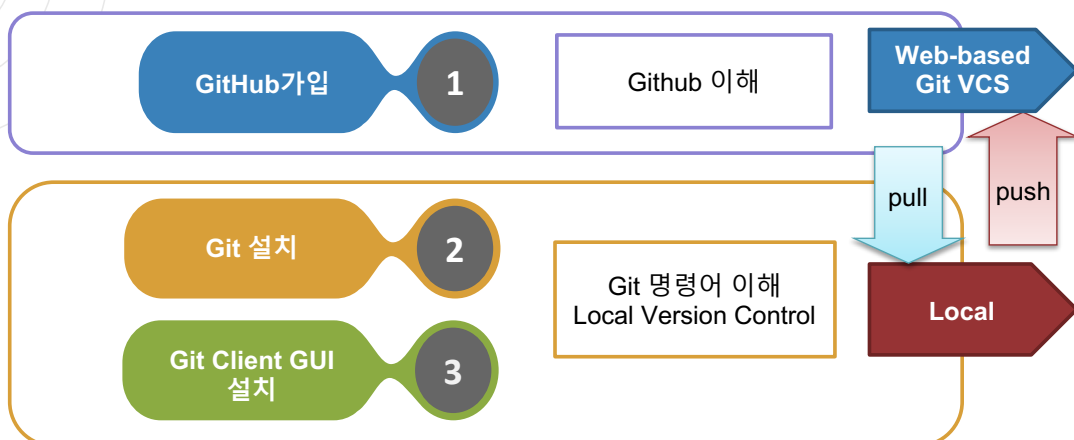 GitHub가입
1
Github 이해
Web-based
Git VCS
pull
push
Git 설치
2
Git 명령어 이해
Local Version Control
Local
Git Client GUI
설치
3